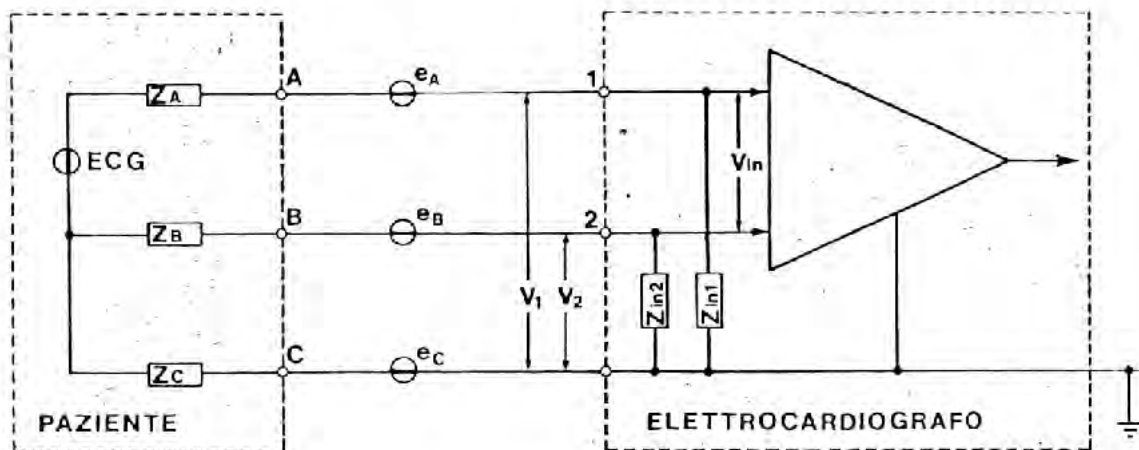 A
eA
1
ZA
ECG
Vin
B
eB
2
ZB
V1
V2
Zin2
Zin1
C
eC
ZC
PAZIENTE
ELETTROCARDIOGRAFO